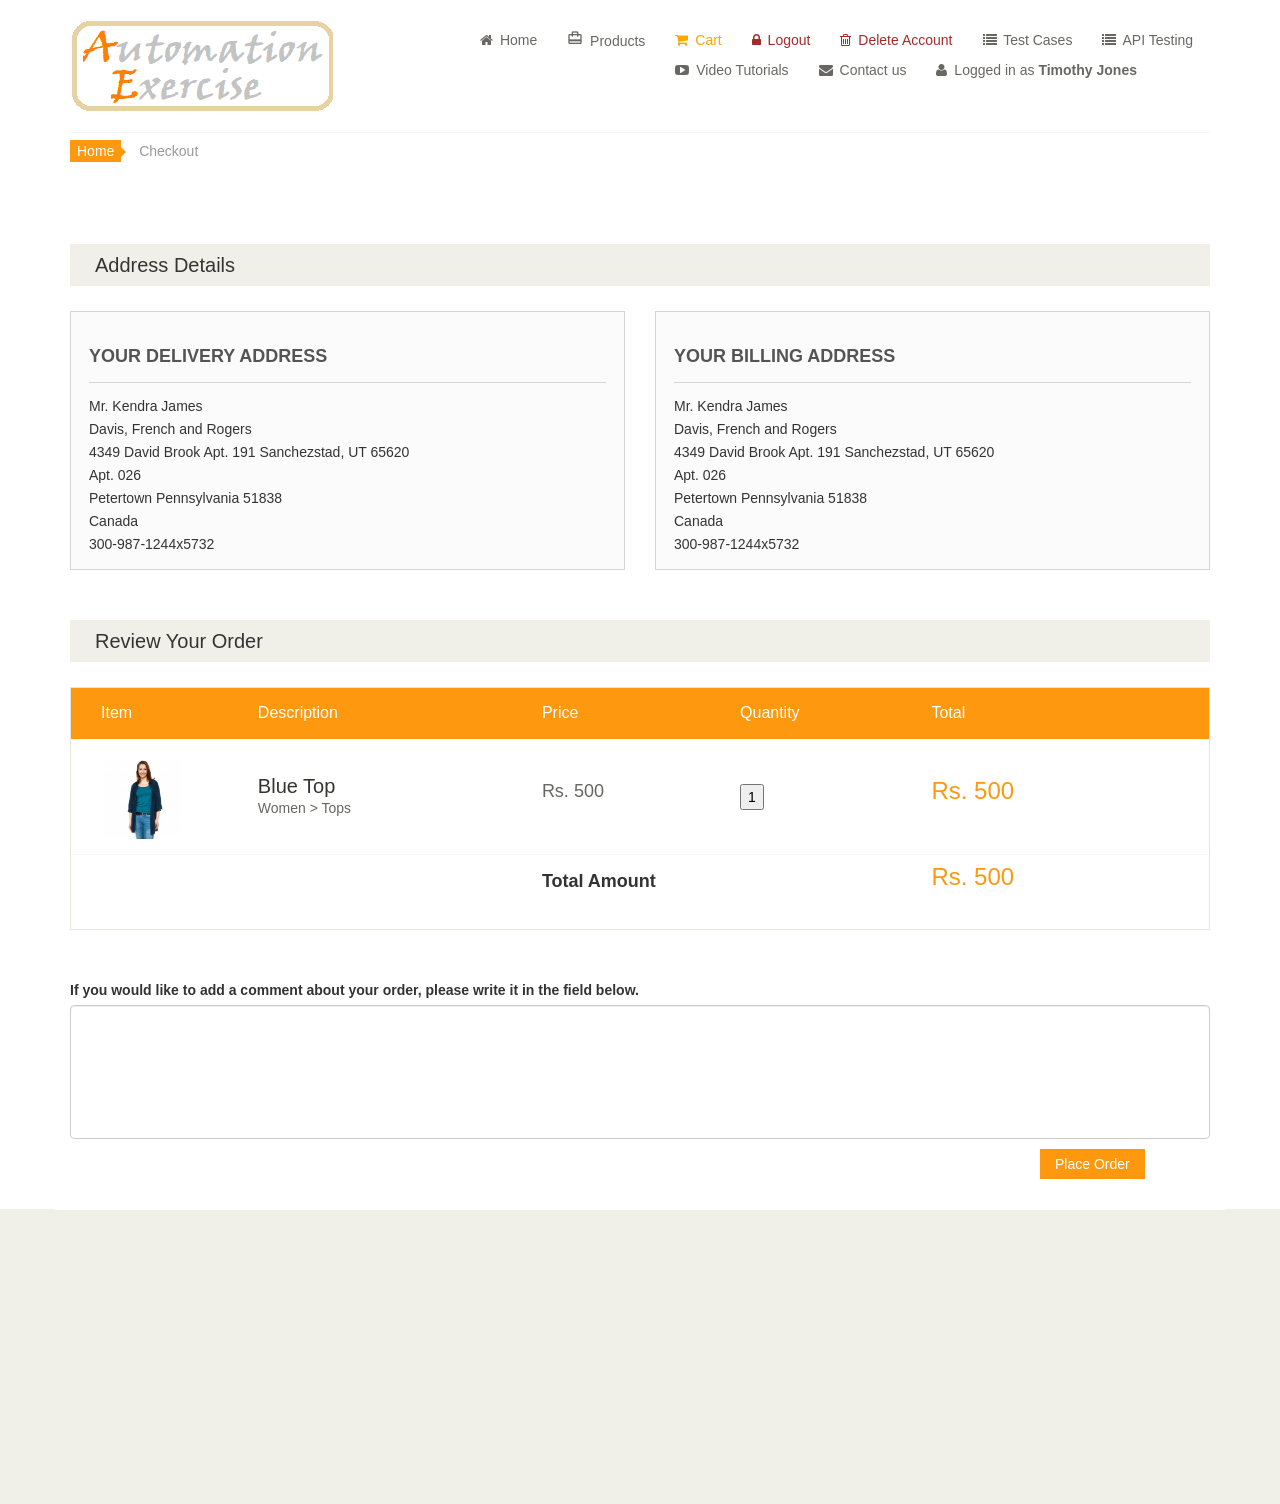 Automation
Exercise
Home
Products
Cart
Logout
Delete Account
Test Cases
API Testing
Video Tutorials
Contact us
Logged in as Timothy Jones
Home
Checkout
Address Details
YOUR DELIVERY ADDRESS
Mr. Kendra James
Davis, French and Rogers
4349 David Brook Apt. 191 Sanchezstad, UT 65620
Apt. 026
Petertown Pennsylvania 51838
Canada
300-987-1244x5732
YOUR BILLING ADDRESS
Mr. Kendra James
Davis, French and Rogers
4349 David Brook Apt. 191 Sanchezstad, UT 65620
Apt. 026
Petertown Pennsylvania 51838
Canada
300-987-1244x5732
Review Your Order
Item Description Price Quantity Total
Blue Top
Women > Tops
Rs. 500
1
Rs. 500
Total Amount
Rs. 500
If you would like to add a comment about your order, please write it in the field below.
Place Order